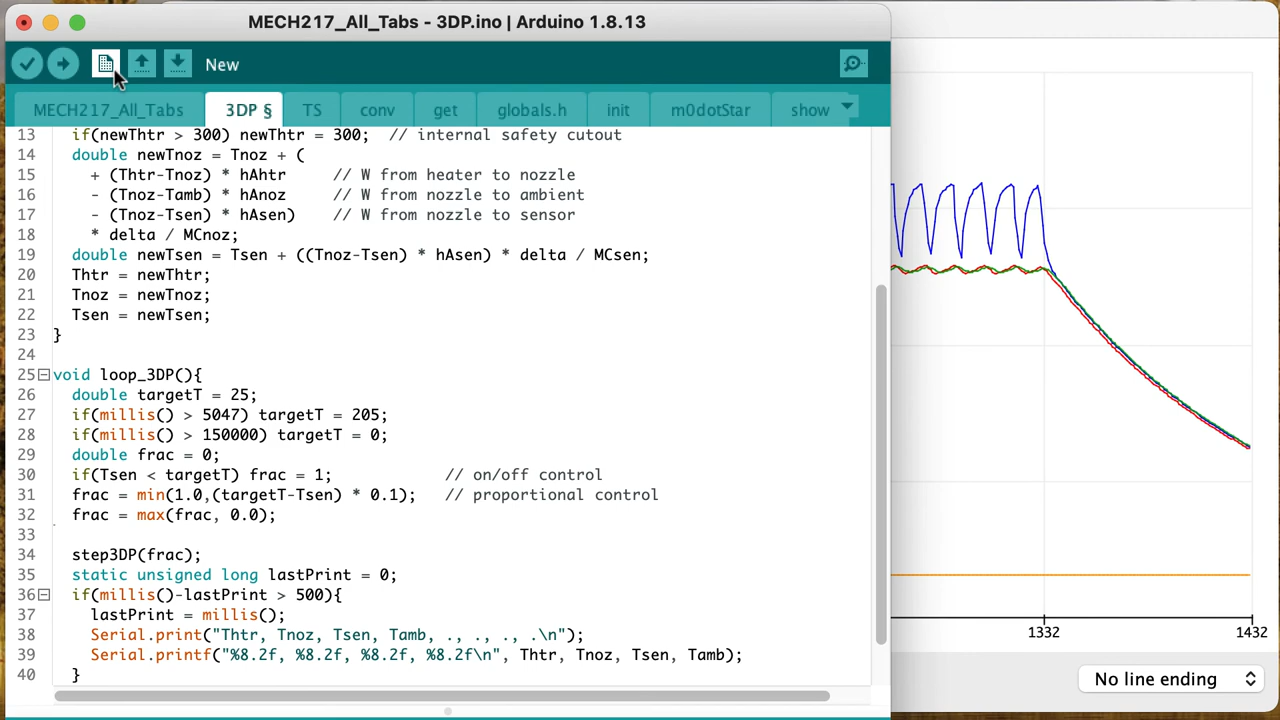 MECH217_All_Tabs - 3DP.ino | Arduino 1.8.13
New
MECH217_All_Tabs 3DP § TS conv get globals.h init m0dotStar show
13 if(newThtr > 300) newThtr = 300; // internal safety cutout
14 double newTnoz = Tnoz + (
15 + (Thtr-Tnoz) * hAhtr // W from heater to nozzle
16 - (Tnoz-Tamb) * hAnoz // W from nozzle to ambient
17 - (Tnoz-Tsen) * hAsen) // W from nozzle to sensor
18 * delta / MCnoz;
19 double newTsen = Tsen + ((Tnoz-Tsen) * hAsen) * delta / MCsen;
20 Thtr = newThtr;
21 Tnoz = newTnoz;
22 Tsen = newTsen;
23 }
24
25 void loop_3DP(){
26 double targetT = 25;
27 if(millis() > 5047) targetT = 205;
28 if(millis() > 150000) targetT = 0;
29 double frac = 0;
30 if(Tsen < targetT) frac = 1; // on/off control
31 frac = min(1.0,(targetT-Tsen) * 0.1); // proportional control
32 frac = max(frac, 0.0);
33
34 step3DP(frac);
35 static unsigned long lastPrint = 0;
36 if(millis()-lastPrint > 500){
37 lastPrint = millis();
38 Serial.print("Thtr, Tnoz, Tsen, Tamb, ., ., ., .\n");
39 Serial.printf("%8.2f, %8.2f, %8.2f, %8.2f\n", Thtr, Tnoz, Tsen, Tamb);
40 }
1332 1432
No line ending